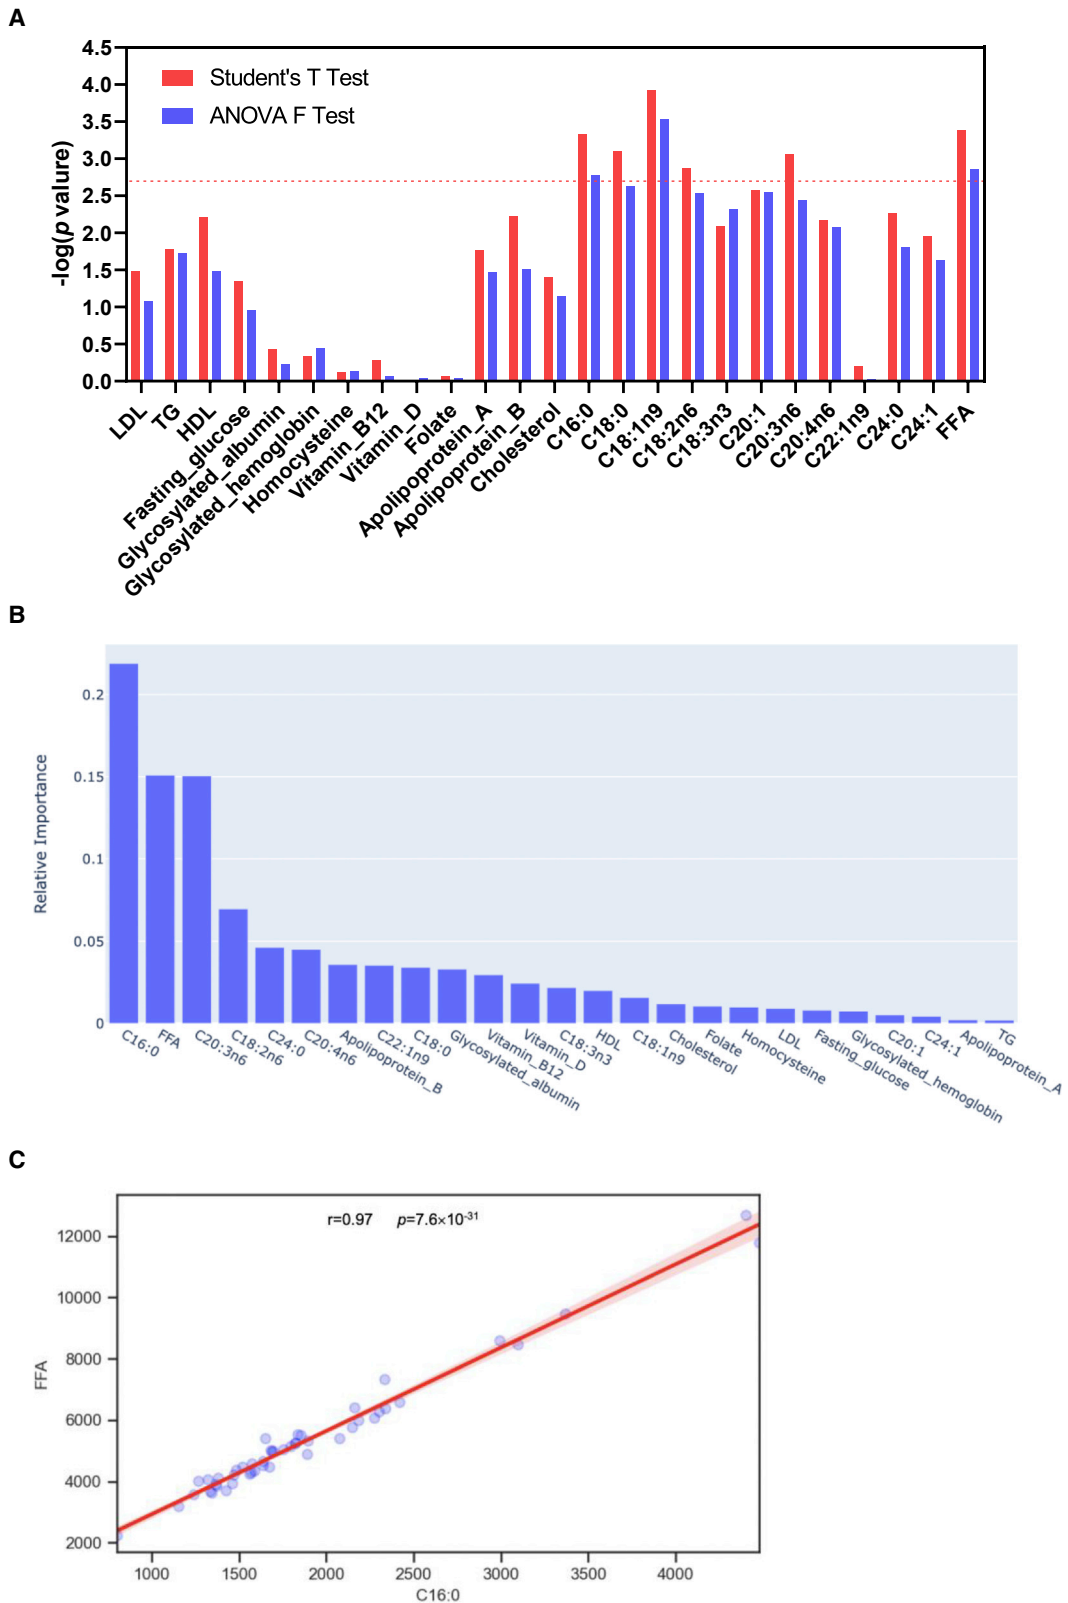 A
4.5
4.0
3.5
3.0
2.5
2.0
1.5
1.0
0.5
0.0
-log(p valure)
Student's T Test
ANOVA F Test
LDL
TG
HDL
Fasting_glucose
Glycosylated_albumin
Glycosylated_hemoglobin
Homocysteine
Vitamin_B12
Vitamin_D
Folate
Apolipoprotein_A
Apolipoprotein_B
Cholesterol
C16:0
C18:0
C18:1n9
C18:2n6
C18:3n3
C20:1
C20:3n6
C20:4n6
C22:1n9
C24:0
C24:1
FFA
B
0.2
0.15
0.1
0.05
0
Relative Importance
C16:0
FFA
C20:3n6
C18:2n6
C24:0
C20:4n6
Apolipoprotein_B
C22:1n9
C18:0
Glycosylated_albumin
Vitamin_B12
Vitamin_D
C18:3n3
HDL
C18:1n9
Cholesterol
Folate
Homocysteine
LDL
Fasting_glucose
Glycosylated_hemoglobin
C20:1
C24:1
Apolipoprotein_A
TG
C
r=0.97 p=7.6×10-31
12000
10000
8000
6000
4000
2000
FFA
1000 1500 2000 2500 3000 3500 4000
C16:0